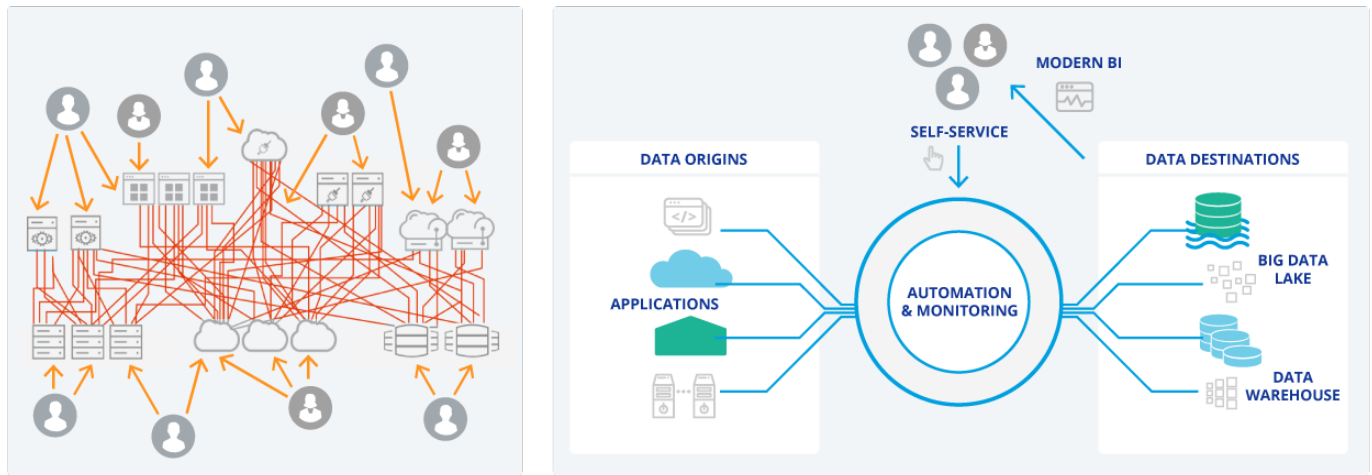 MODERN BI
SELF-SERVICE
DATA ORIGINS
</>
APPLICATIONS
AUTOMATION
& MONITORING
DATA DESTINATIONS
BIG DATA
LAKE
DATA
WAREHOUSE